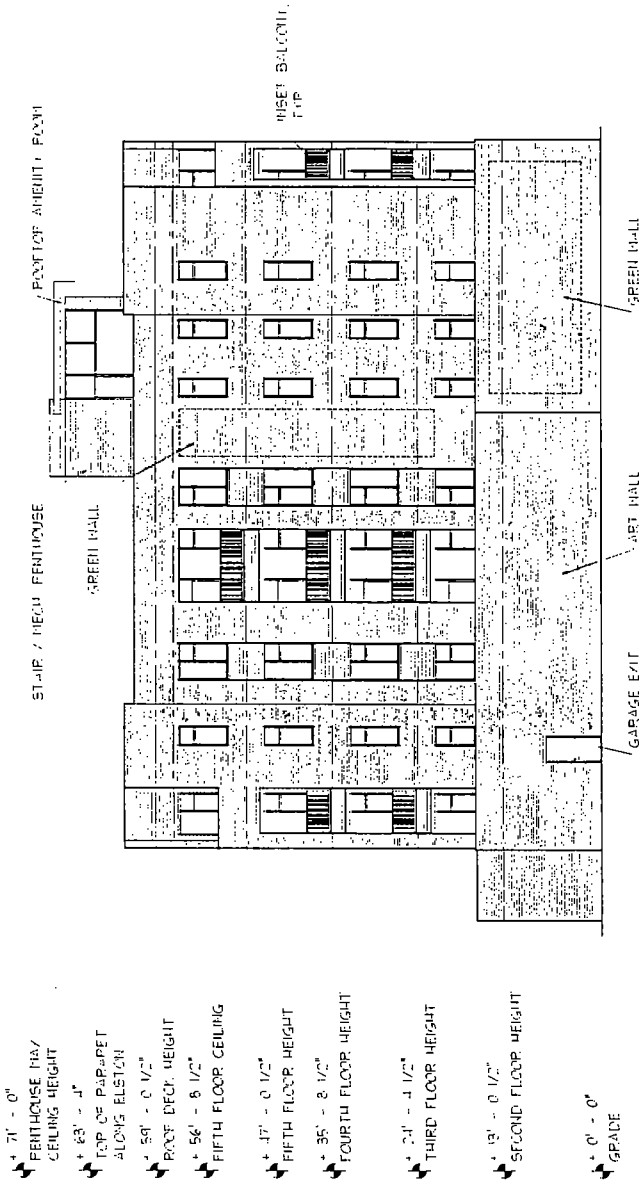 STAIR / MECH PENTHOUSE
ROOFTOP AMENITY ROOM
GREEN WALL
INSET BALCONY,
TYP
+ 71' - 0"
PENTHOUSE MAX
CEILING HEIGHT
+ 63' - 4"
TOP OF PARAPET
ALONG ELSTON
+ 59' - 0 1/2"
ROOF DECK HEIGHT
+ 56' - 8 1/2"
FIFTH FLOOR CEILING
+ 47' - 0 1/2"
FIFTH FLOOR HEIGHT
+ 35' - 8 1/2"
FOURTH FLOOR HEIGHT
+ 24' - 4 1/2"
THIRD FLOOR HEIGHT
+ 13' - 0 1/2"
SECOND FLOOR HEIGHT
+ 0' - 0"
GRADE
GARAGE EXIT
ART WALL
GREEN WALL